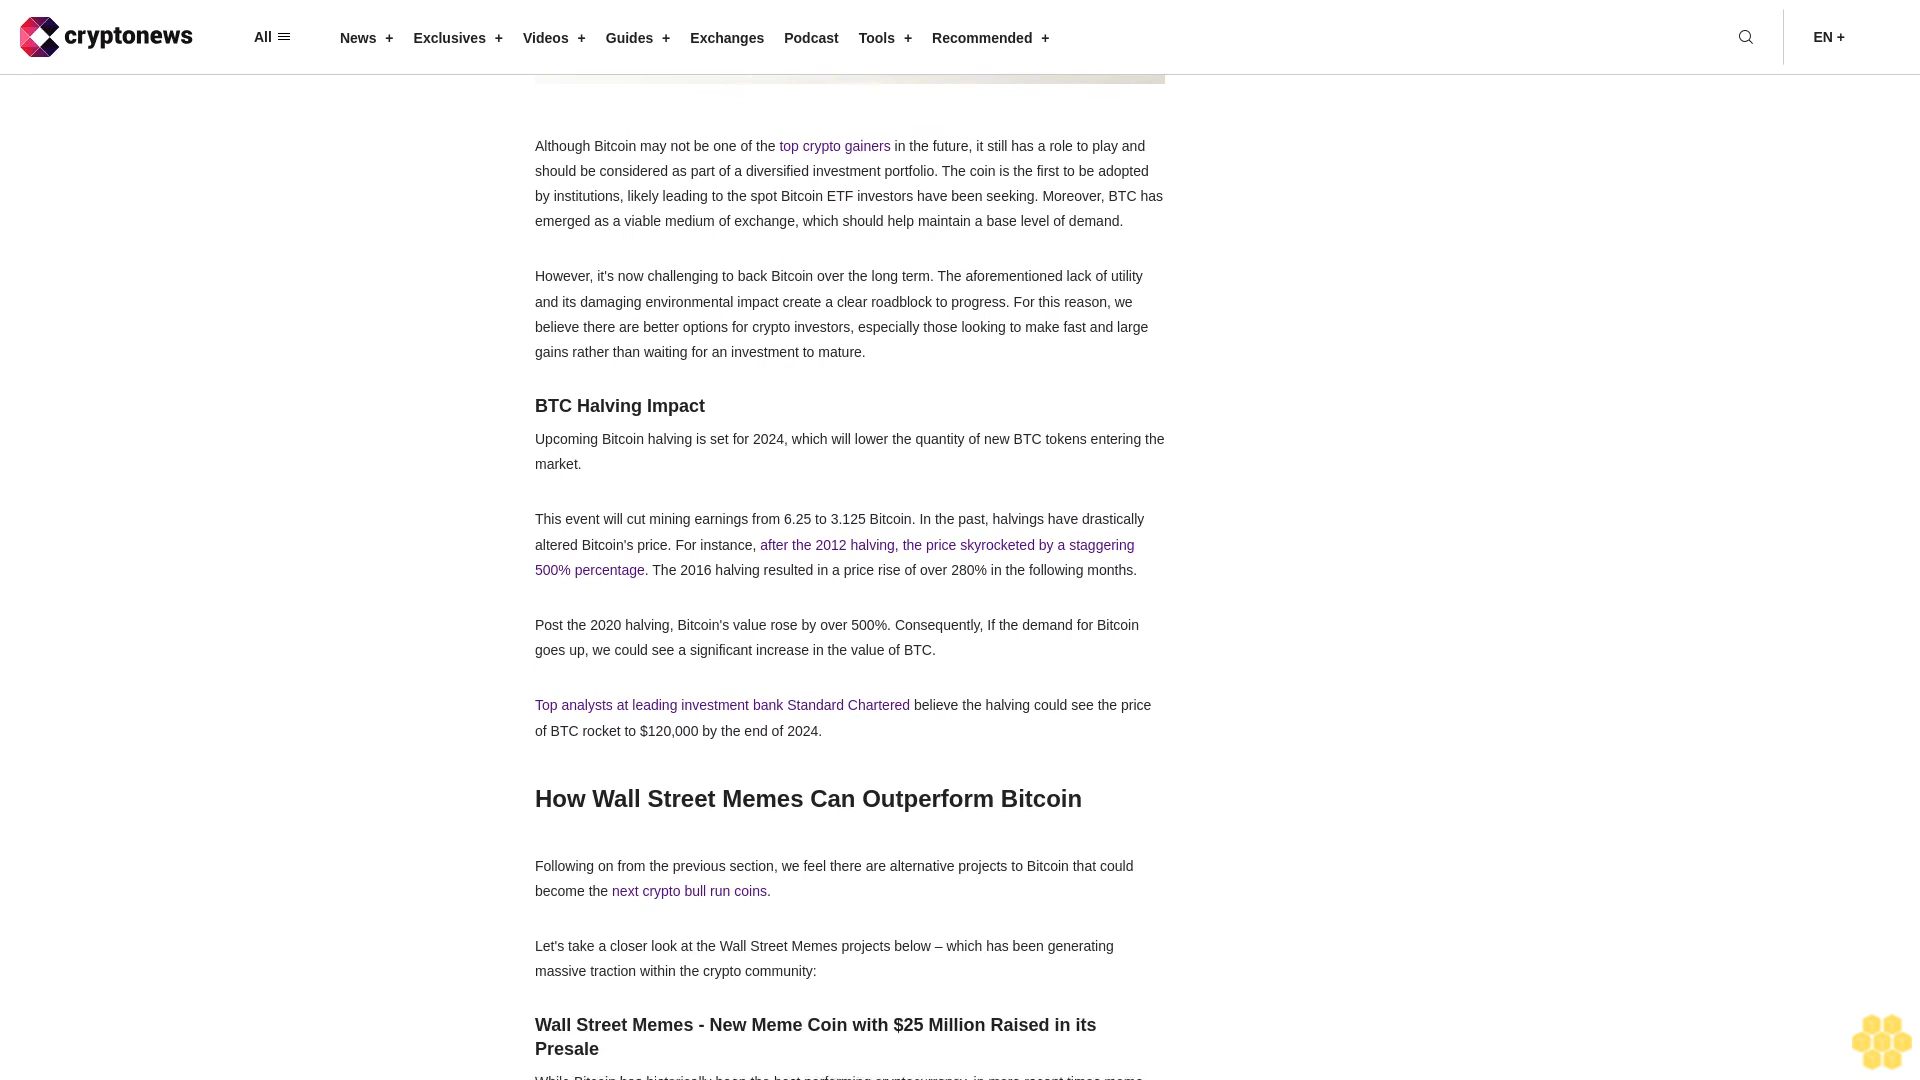 cryptonews
All
News + Exclusives + Videos + Guides + Exchanges Podcast Tools + Recommended +
EN +
Although Bitcoin may not be one of the top crypto gainers in the future, it still has a role to play and
should be considered as part of a diversified investment portfolio. The coin is the first to be adopted
by institutions, likely leading to the spot Bitcoin ETF investors have been seeking. Moreover, BTC has
emerged as a viable medium of exchange, which should help maintain a base level of demand.
However, it's now challenging to back Bitcoin over the long term. The aforementioned lack of utility
and its damaging environmental impact create a clear roadblock to progress. For this reason, we
believe there are better options for crypto investors, especially those looking to make fast and large
gains rather than waiting for an investment to mature.
BTC Halving Impact
Upcoming Bitcoin halving is set for 2024, which will lower the quantity of new BTC tokens entering the
market.
This event will cut mining earnings from 6.25 to 3.125 Bitcoin. In the past, halvings have drastically
altered Bitcoin's price. For instance, after the 2012 halving, the price skyrocketed by a staggering
500% percentage. The 2016 halving resulted in a price rise of over 280% in the following months.
Post the 2020 halving, Bitcoin's value rose by over 500%. Consequently, If the demand for Bitcoin
goes up, we could see a significant increase in the value of BTC.
Top analysts at leading investment bank Standard Chartered believe the halving could see the price
of BTC rocket to $120,000 by the end of 2024.
How Wall Street Memes Can Outperform Bitcoin
Following on from the previous section, we feel there are alternative projects to Bitcoin that could
become the next crypto bull run coins.
Let's take a closer look at the Wall Street Memes projects below – which has been generating
massive traction within the crypto community:
Wall Street Memes - New Meme Coin with $25 Million Raised in its
Presale
While Bitcoin has historically been the best performing cryptocurrency, in more recent times meme